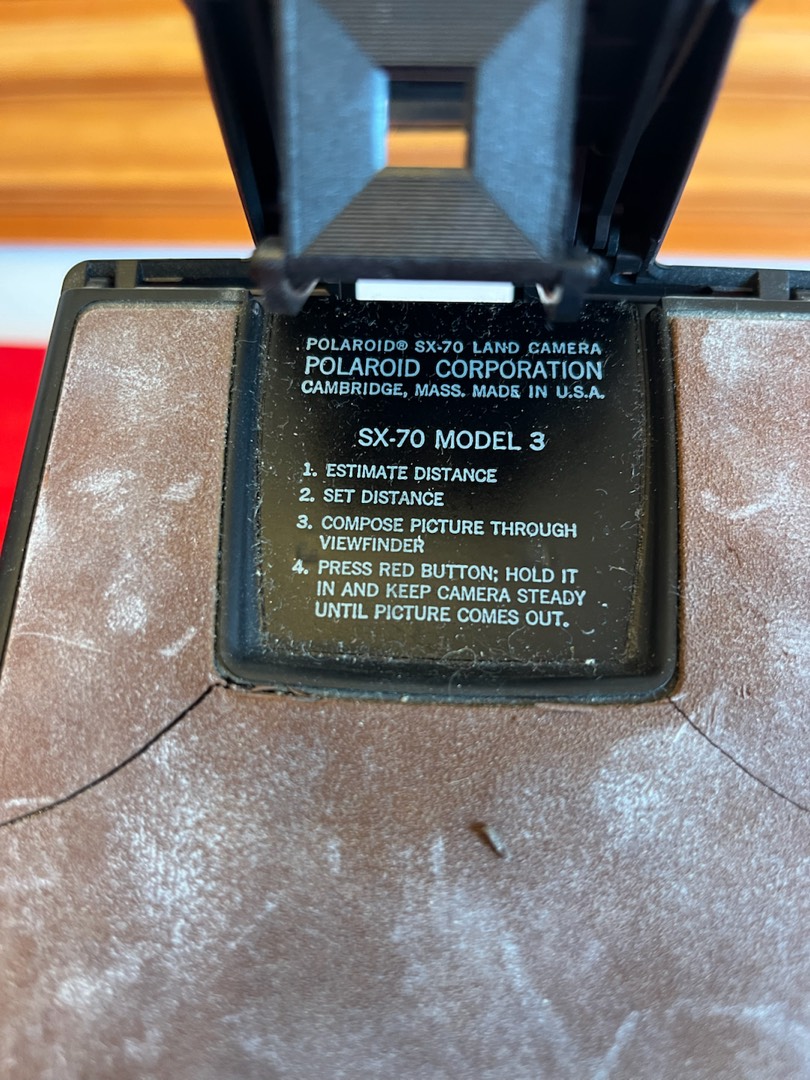 POLAROID® SX-70 LAND CAMERA
POLAROID CORPORATION
CAMBRIDGE, MASS. MADE IN U.S.A.
SX-70 MODEL 3
1. ESTIMATE DISTANCE
2. SET DISTANCE
3. COMPOSE PICTURE THROUGH
VIEWFINDER
4. PRESS RED BUTTON; HOLD IT
IN AND KEEP CAMERA STEADY
UNTIL PICTURE COMES OUT.